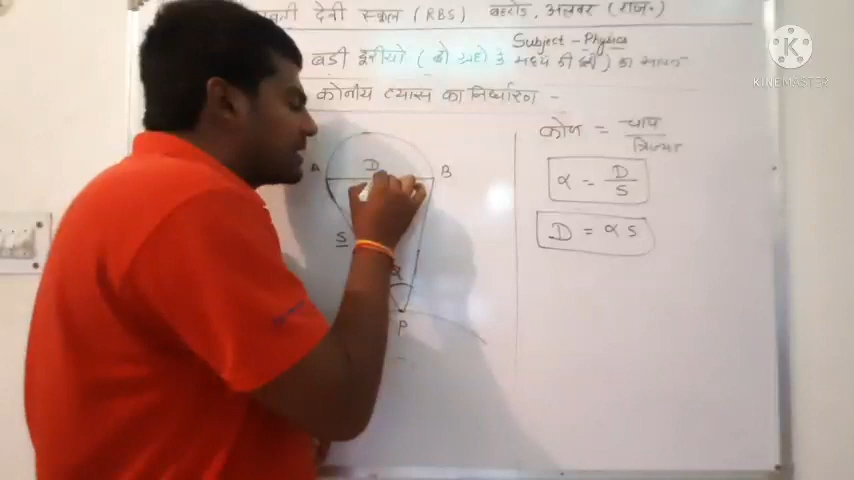 देवी स्कूल (RBS) बहरोड, अलवर (राज॰)
Subject - Physics
बडी दूरियो ( दो ग्रहो के मध्य की दूरी ) का मापन
कोनीय व्यास का निर्धारण -
कोण = चाप / त्रिज्या
A D B
α = D / S
D = α S
S
α
P
KINEMASTER